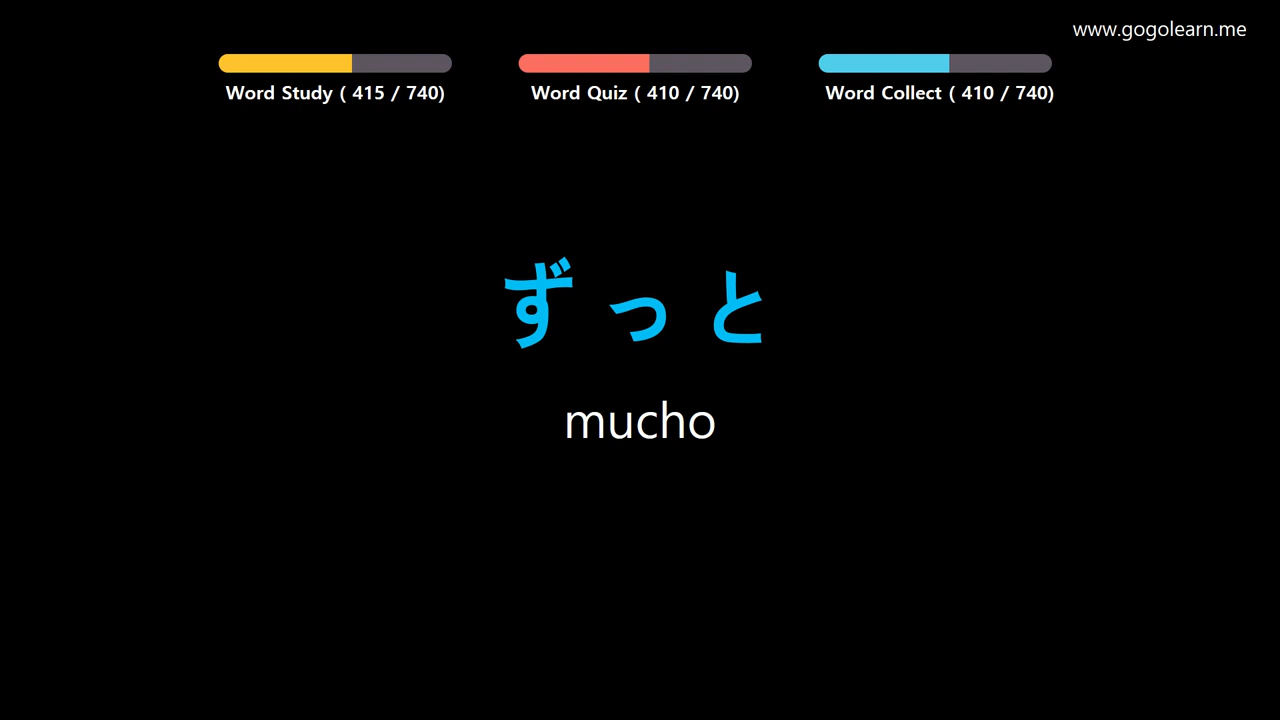 www.gogolearn.me
Word Study ( 415 / 740)
Word Quiz ( 410 / 740)
Word Collect ( 410 / 740)
ずっと
mucho